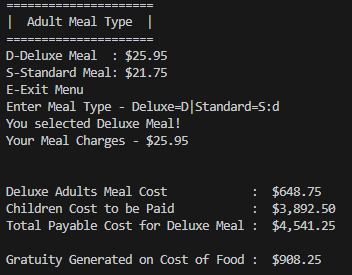 =====================
|  Adult Meal Type  |
=====================
D-Deluxe Meal  : $25.95
S-Standard Meal: $21.75
E-Exit Menu
Enter Meal Type - Deluxe=D|Standard=S:d
You selected Deluxe Meal!
Your Meal Charges - $25.95
Deluxe Adults Meal Cost            :  $648.75
Children Cost to be Paid           :  $3,892.50
Total Payable Cost for Deluxe Meal :  $4,541.25
Gratuity Generated on Cost of Food :  $908.25